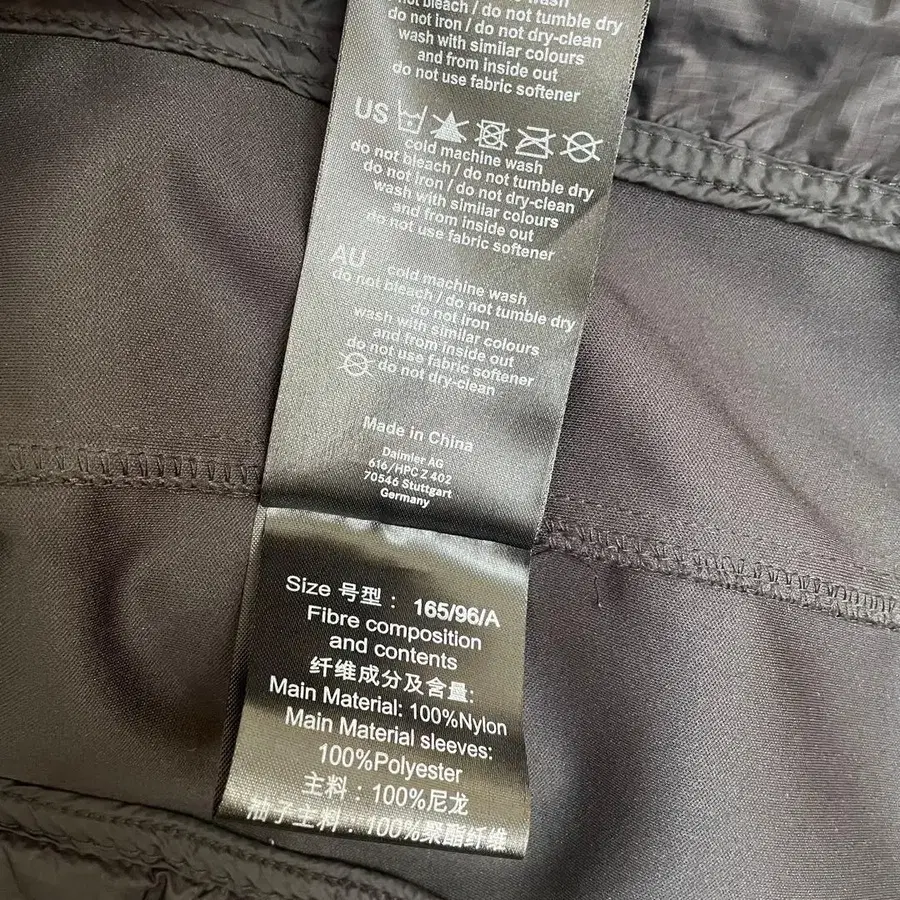 wash
not bleach / do not tumble dry
do not iron / do not dry-clean
wash with similar colours
and from inside out
do not use fabric softener
US
cold machine wash
do not bleach / do not tumble dry
do not iron / do not dry-clean
wash with similar colours
and from inside out
do not use fabric softener
AU cold machine wash
do not bleach / do not tumble dry
do not iron
wash with similar colours
and from inside out
do not use fabric softener
do not dry-clean
Made in China
Daimler AG
616/HPC Z 402
70546 Stuttgart
Germany
Size 号型： 165/96/A
Fibre composition
and contents
纤维成分及含量:
Main Material: 100%Nylon
Main Material sleeves:
100%Polyester
主料：100%尼龙
袖子主料：100%聚酯纤维